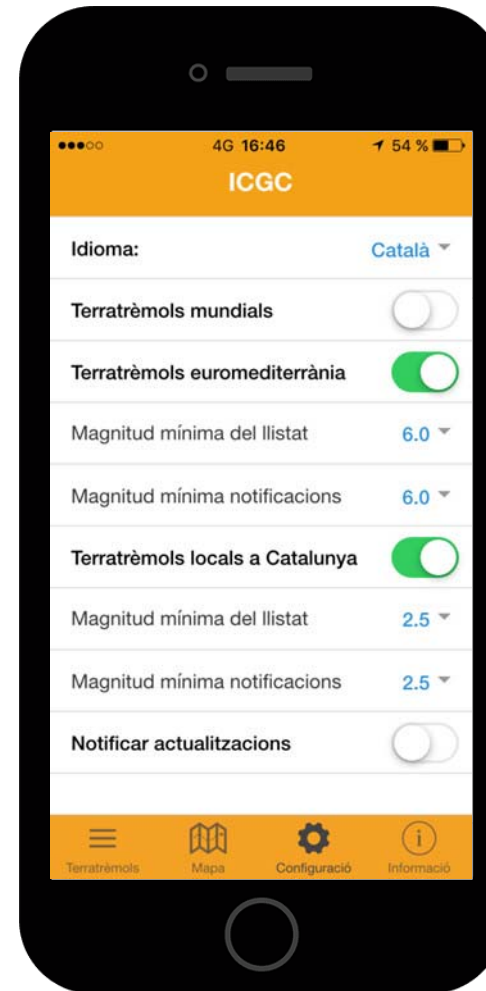 4G 16:46 54 %
ICGC
Idioma: Català
Terratrèmols mundials
Terratrèmols euromediterrània
Magnitud mínima del llistat 6.0
Magnitud mínima notificacions 6.0
Terratrèmols locals a Catalunya
Magnitud mínima del llistat 2.5
Magnitud mínima notificacions 2.5
Notificar actualitzacions
Terratrèmols Mapa Configuració Informació